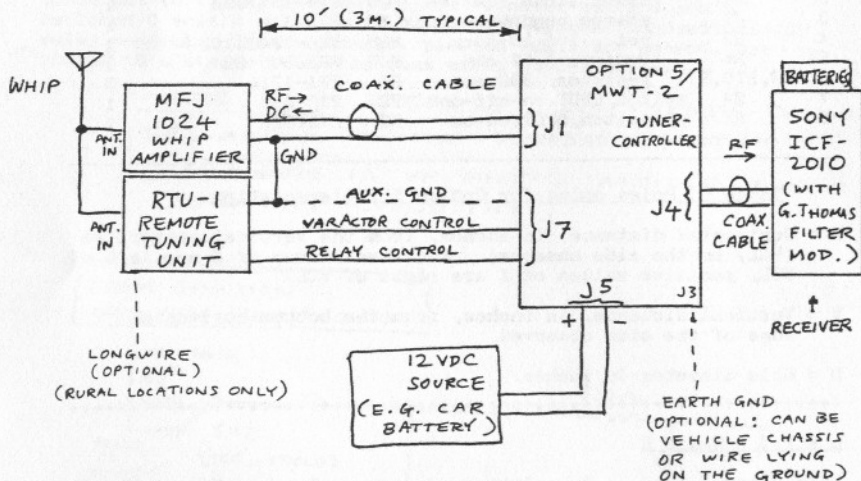 10' (3M.) TYPICAL
WHIP
MFJ
1024
WHIP
AMPLIFIER
ANT.
IN
RF→
DC←
COAX. CABLE
GND
J1
OPTION 5/
MWT-2
TUNER-
CONTROLLER
RF
→
BATTERIES
SONY
ICF-
2010
(WITH
G.THOMAS
FILTER
MOD.)
RTU-1
REMOTE
TUNING
UNIT
ANT.
IN
AUX. GND
VARACTOR CONTROL
RELAY CONTROL
J7
J4
COAX.
CABLE
J5
J3
+ -
RECEIVER
LONGWIRE
(OPTIONAL)
(RURAL LOCATIONS ONLY)
12 VDC
SOURCE
(E.G. CAR
BATTERY)
EARTH GND
(OPTIONAL: CAN BE
VEHICLE CHASSIS
OR WIRE LYING
ON THE GROUND)